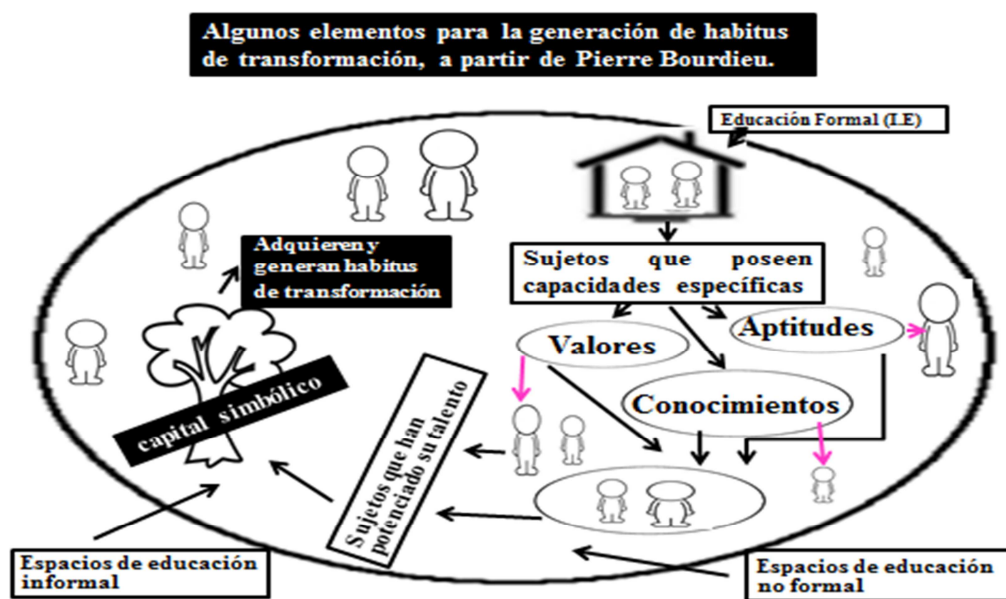 Algunos elementos para la generación de habitus
de transformación, a partir de Pierre Bourdieu.
Educación Formal (I.E)
Adquieren y
generan habitus
de transformación
Sujetos que poseen
capacidades específicas
Valores
Aptitudes
Conocimientos
capital simbólico
Sujetos que han
potenciado su talento
Espacios de educación
informal
Espacios de educación
no formal